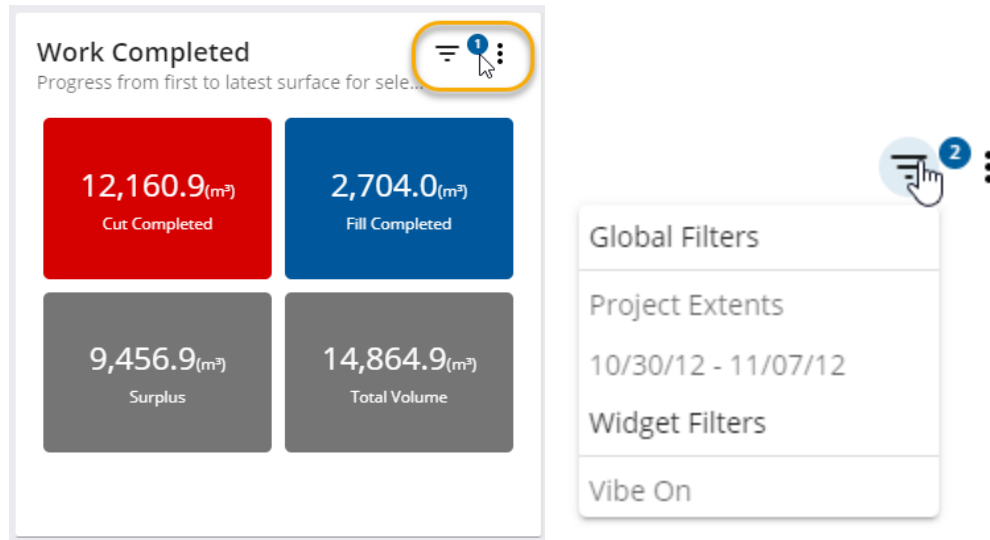 Work Completed
1
Progress from first to latest surface for sele...
12,160.9(m³)
Cut Completed
2,704.0(m³)
Fill Completed
9,456.9(m³)
Surplus
14,864.9(m³)
Total Volume
2
Global Filters
Project Extents
10/30/12 - 11/07/12
Widget Filters
Vibe On